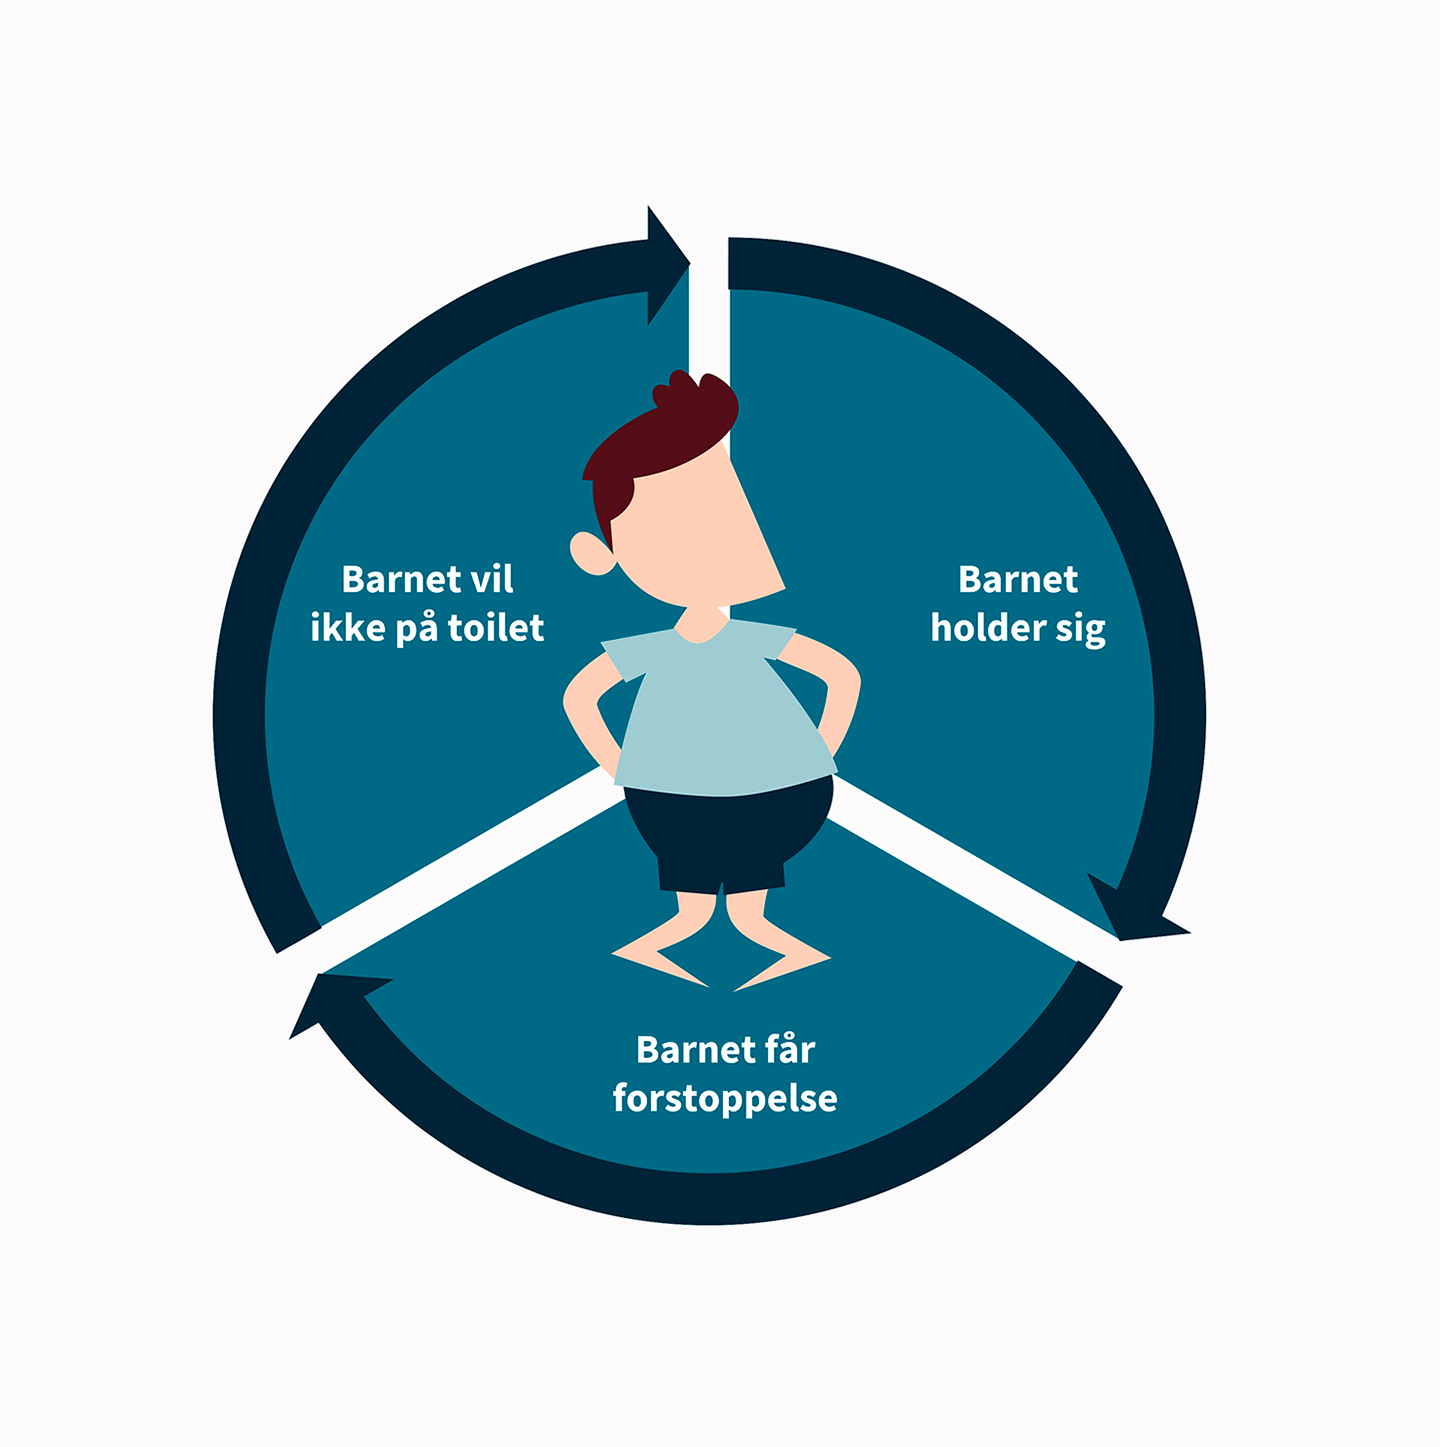 Barnet vil
ikke på toilet
Barnet
holder sig
Barnet får
forstoppelse